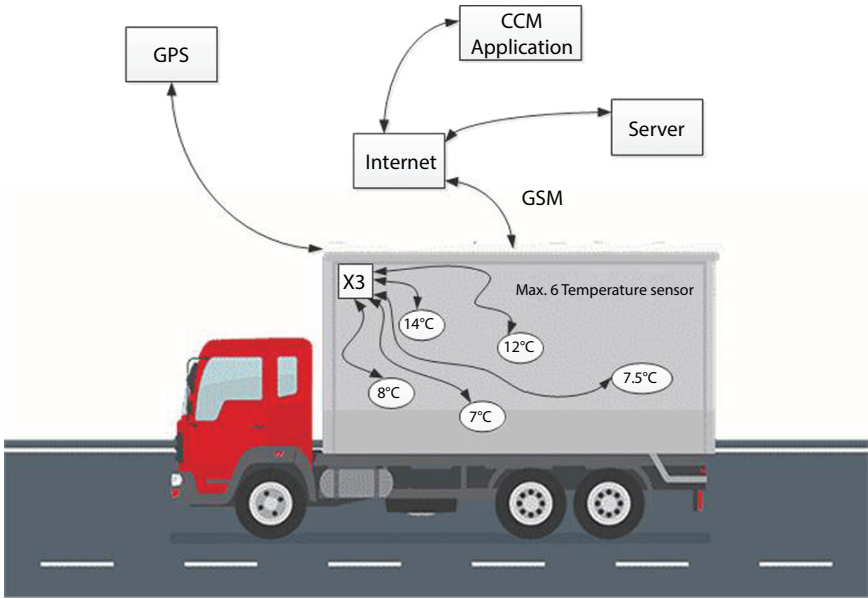 CCM
Application
GPS
Server
Internet
GSM
X3
Max. 6 Temperature sensor
14°C
12°C
7.5°C
8°C
7°C